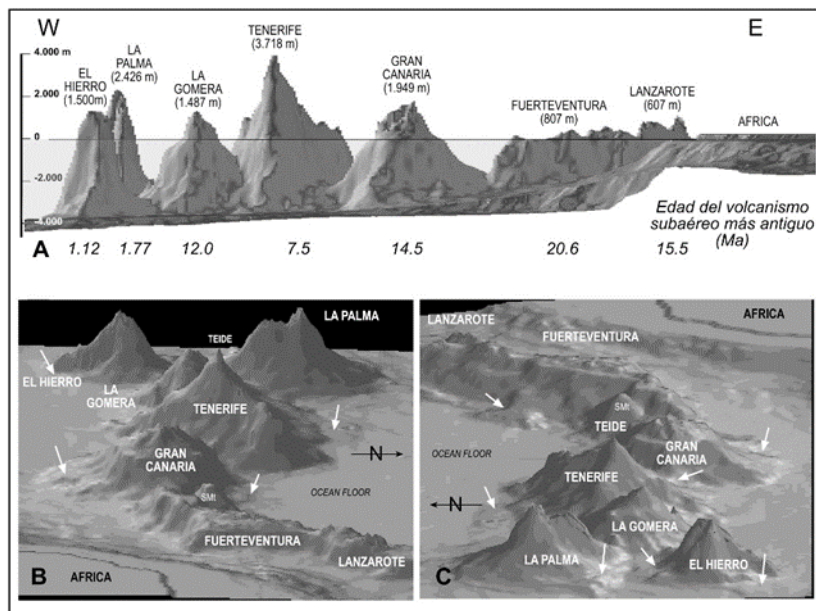 W
E
TENERIFE
(3.718 m)
4.000 m
LA
PALMA
(2.426 m)
GRAN
CANARIA
(1.949 m)
EL
HIERRO
(1.500m)
LA
GOMERA
(1.487 m)
2.000
LANZAROTE
(607 m)
FUERTEVENTURA
(807 m)
AFRICA
0
-2.000
-4.000
Edad del volcanismo
subaéreo más antiguo
(Ma)
A
1.12 1.77 12.0 7.5 14.5 20.6 15.5
LA PALMA
TEIDE
EL HIERRO
LA
GOMERA
TENERIFE
GRAN
CANARIA
N
SMt
OCEAN FLOOR
FUERTEVENTURA
LANZAROTE
B
AFRICA
LANZAROTE
AFRICA
FUERTEVENTURA
SMt
TEIDE
GRAN
CANARIA
OCEAN FLOOR
TENERIFE
N
LA GOMERA
LA PALMA
EL HIERRO
C